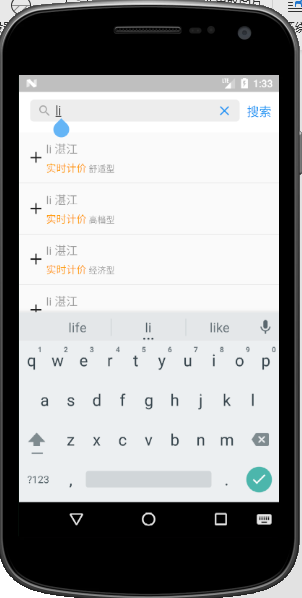 1:33
li
搜索
li 湛江
实时计价 舒适型
li 湛江
实时计价 高档型
li 湛江
实时计价 经济型
li 湛江
life li like
1 2 3 4 5 6 7 8 9 0
q w e r t y u i o p
a s d f g h j k l
z x c v b n m
?123 , .